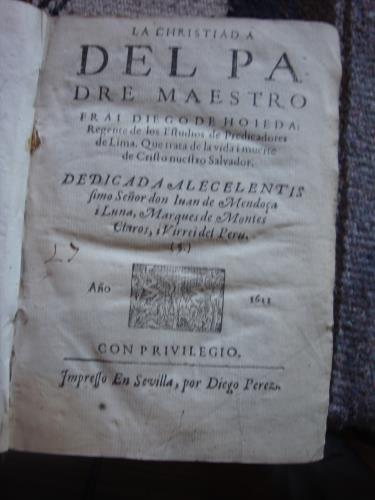 LA CHRISTIADA
DEL PA
DRE MAESTRO
FRAI DIEGO DE HOIEDA,
Regente de los Estudios de Predicadores
de Lima, Que trata de la vida i muerte
de Cristo nuestro Salvador.
DEDICADA AL ECELENTIS
simo Señor don Iuan de Mendoça
i Luna, Marques de Montes
Claros, i Virrei del Peru.
Año 1611
CON PRIVILEGIO,
Impresso En Sevilla, por Diego Perez.